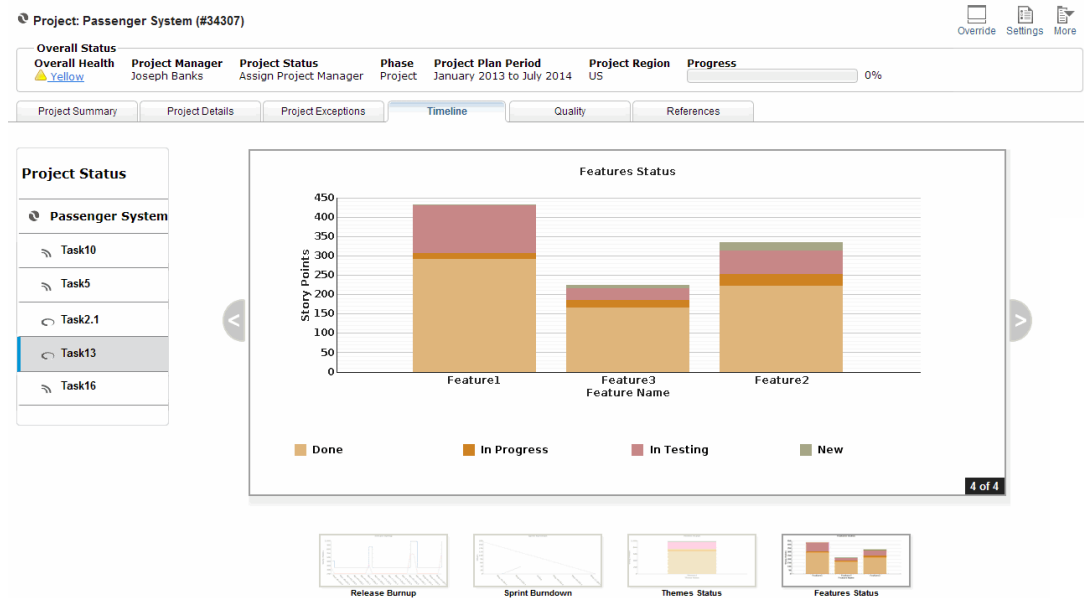 Project: Passenger System (#34307)
Override Settings More
Overall Status
Overall Health Project Manager Project Status Phase Project Plan Period Project Region Progress
Yellow Joseph Banks Assign Project Manager Project January 2013 to July 2014 US 0%
Project Summary Project Details Project Exceptions Timeline Quality References
Project Status
Passenger System
Task10
Task5
Task2.1
Task13
Task16
Features Status
Story Points
450
400
350
300
250
200
150
100
50
0
Feature1 Feature3 Feature2
Feature Name
Done In Progress In Testing New
<
>
4 of 4
Release Burnup Sprint Burndown Themes Status Features Status